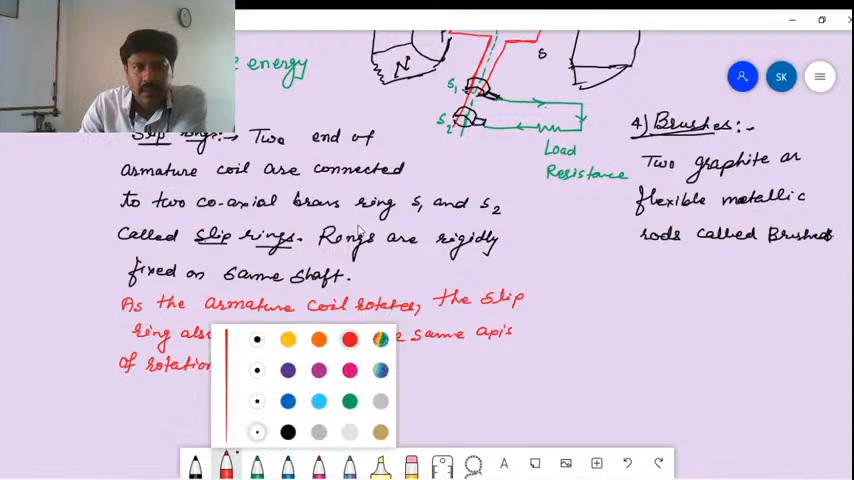 e energy
N
S
S1
S2
Load
Resistance
Slip rings:→ Two end of
armature coil are connected
to two co-axial brass ring S1 and S2
called slip rings. Rings are rigidly
fixed on same shaft.
As the armature coil rotates, the slip
ring also
same axis
of rotation
4) Brushes:-
Two graphite or
flexible metallic
rods called Brushes
SK
A